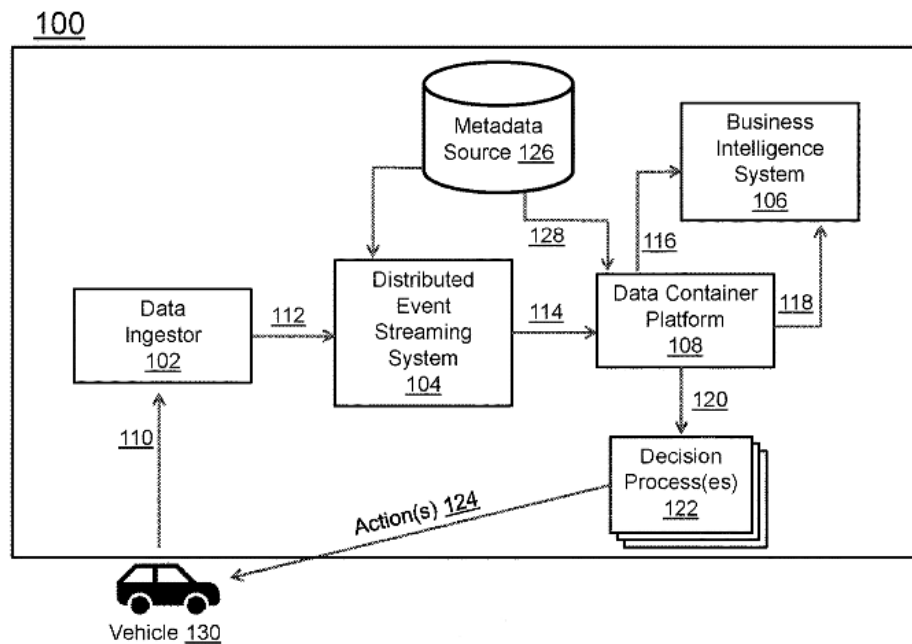 100
Metadata
Source 126
Business
Intelligence
System
106
128
116
Distributed
Event
Streaming
System
104
Data
Ingestor
102
112
114
Data Container
Platform
108
118
110
120
Decision
Process(es)
122
Action(s) 124
Vehicle 130